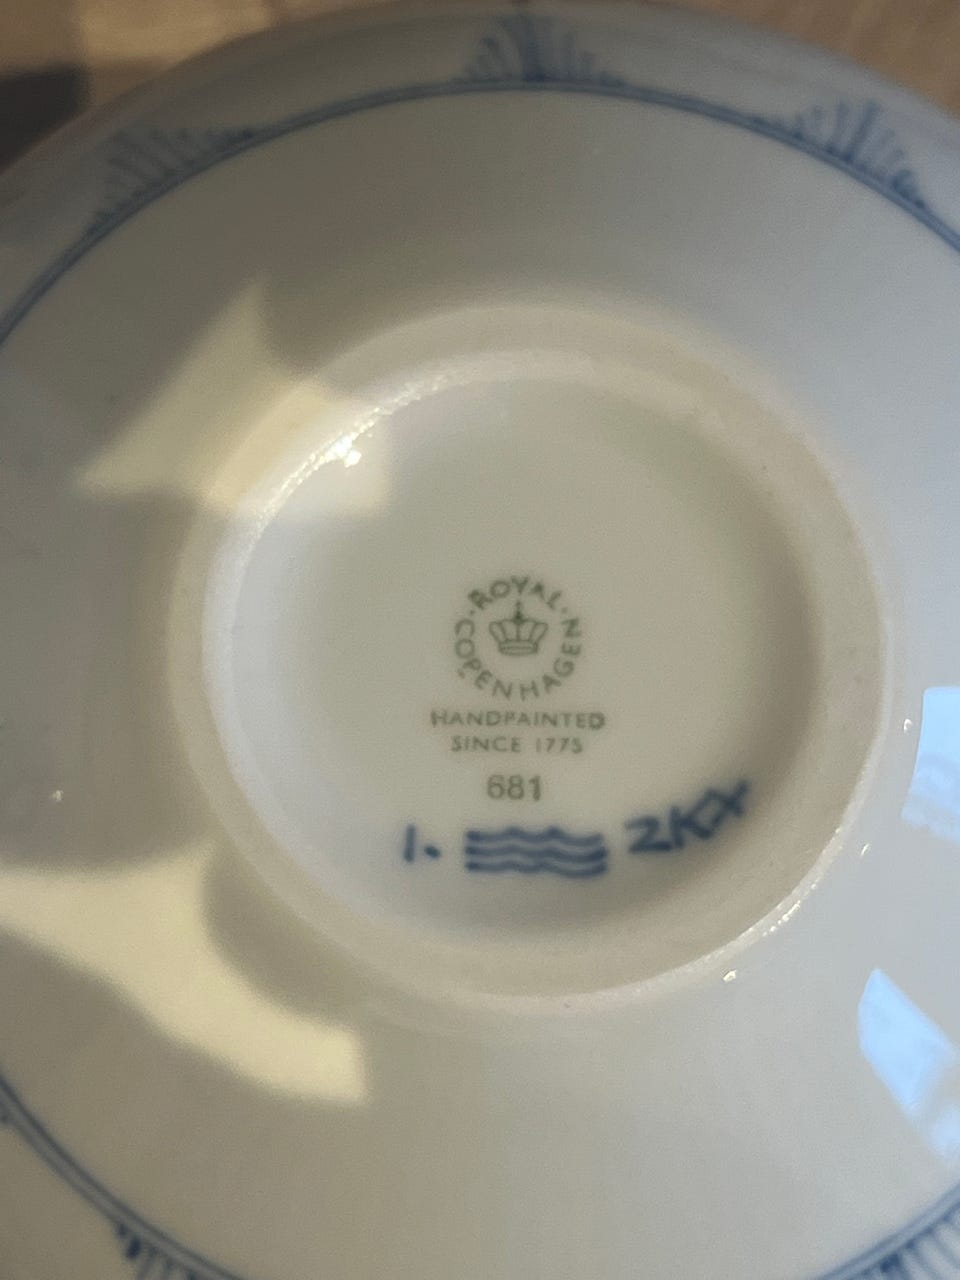 ROYAL COPENHAGEN
HANDPAINTED
SINCE 1775
681
1.